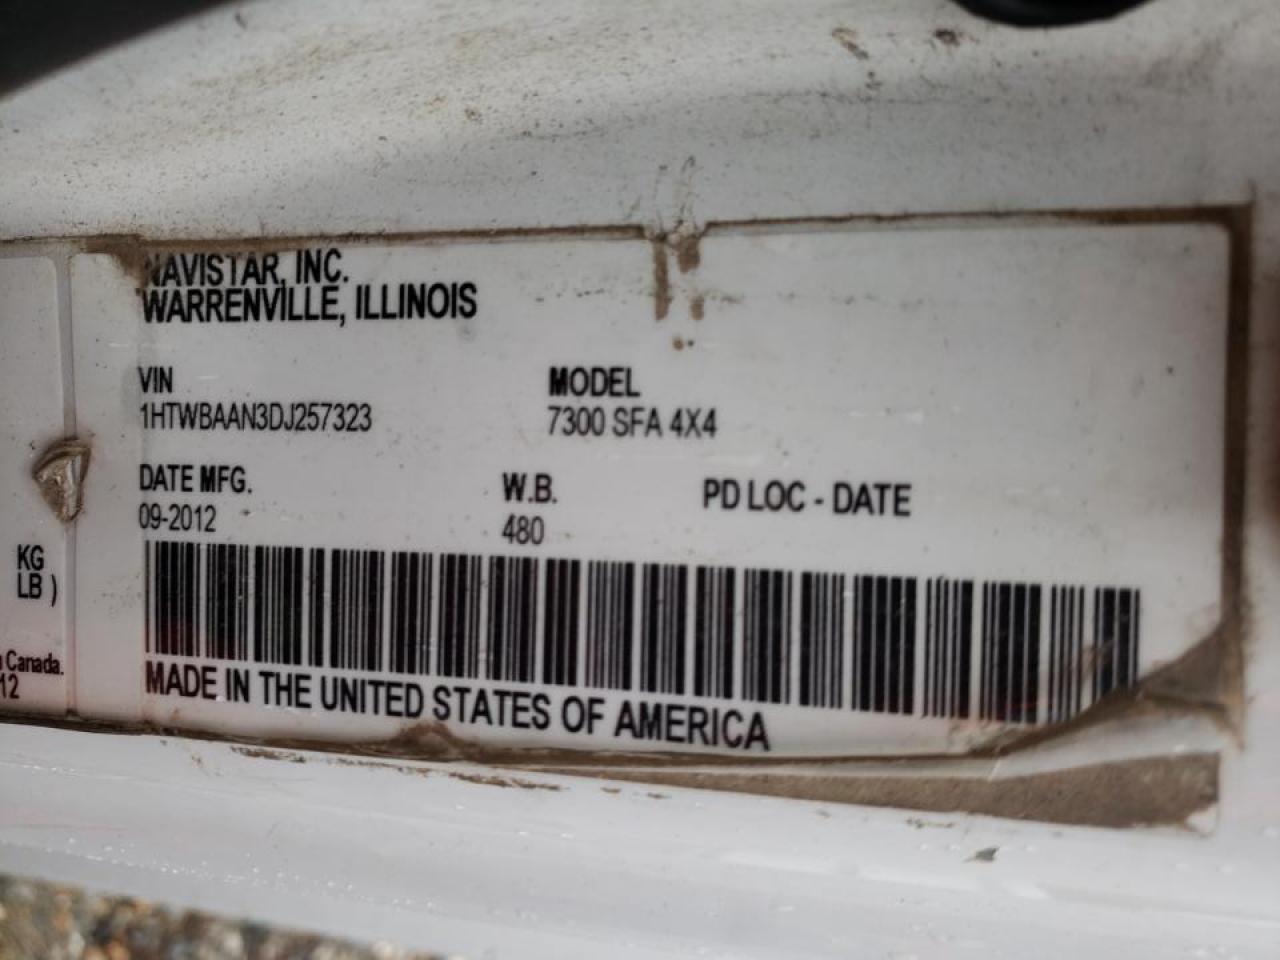 NAVISTAR, INC.
WARRENVILLE, ILLINOIS
VIN
1HTWBAAN3DJ257323
MODEL
7300 SFA 4X4
DATE MFG.
09-2012
W.B.
480
PD LOC - DATE
KG
LB )
Canada.
12
MADE IN THE UNITED STATES OF AMERICA